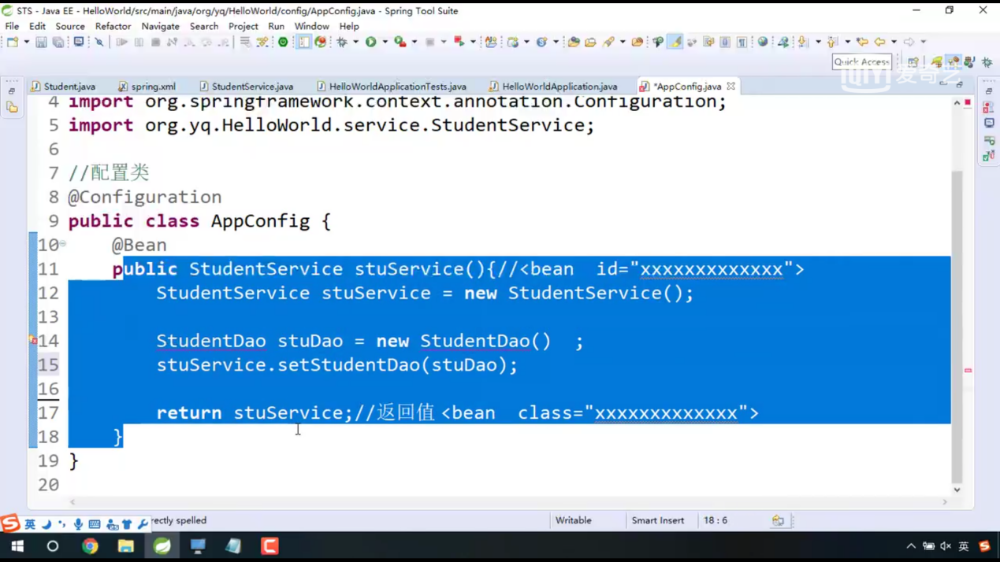 STS - Java EE - HelloWorld/src/main/java/org/yq/HelloWorld/config/AppConfig.java - Spring Tool Suite
File Edit Source Refactor Navigate Search Project Run Window Help
Quick Access
Student.java spring.xml StudentService.java HelloWorldApplicationTests.java HelloWorldApplication.java *AppConfig.java
iQIYI 爱奇艺
4 import org.springframework.context.annotation.Configuration;
5 import org.yq.HelloWorld.service.StudentService;
6
7 //配置类
8 @Configuration
9 public class AppConfig {
10 @Bean
11 public StudentService stuService(){//<bean id="xxxxxxxxxxxxx">
12 StudentService stuService = new StudentService();
13
14 StudentDao stuDao = new StudentDao() ;
15 stuService.setStudentDao(stuDao);
16
17 return stuService;//返回值<bean class="xxxxxxxxxxxxx">
18 }
19 }
20
英 rectly spelled Writable Smart Insert 18 : 6
英